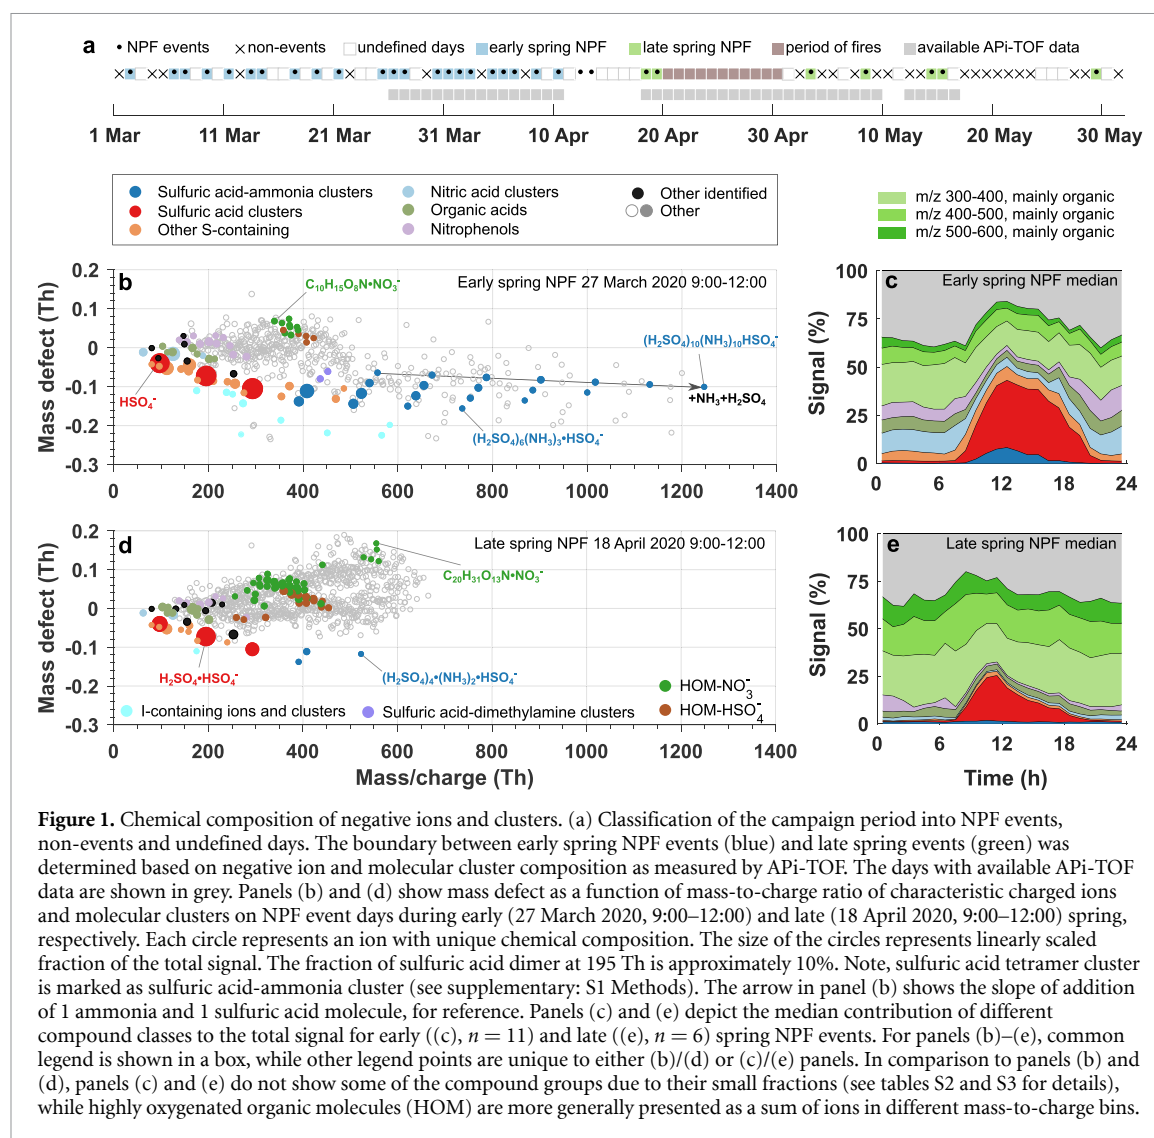 a
NPF events
non-events
undefined days
early spring NPF
late spring NPF
period of fires
available APi-TOF data
1 Mar
11 Mar
21 Mar
31 Mar
10 Apr
20 Apr
30 Apr
10 May
20 May
30 May
Sulfuric acid-ammonia clusters
Sulfuric acid clusters
Other S-containing
Nitric acid clusters
Organic acids
Nitrophenols
Other identified
Other
m/z 300-400, mainly organic
m/z 400-500, mainly organic
m/z 500-600, mainly organic
b
Early spring NPF 27 March 2020 9:00-12:00
Mass defect (Th)
0.2
0.1
0
-0.1
-0.2
-0.3
0 200 400 600 800 1000 1200 1400
C₁₀H₁₅O₈N•NO₃⁻
(H₂SO₄)₁₀(NH₃)₁₀HSO₄⁻
HSO₄⁻
+NH₃+H₂SO₄
(H₂SO₄)₆(NH₃)₃•HSO₄⁻
c
Early spring NPF median
Signal (%)
100
75
50
25
0
0 6 12 18 24
d
Late spring NPF 18 April 2020 9:00-12:00
Mass defect (Th)
0.2
0.1
0
-0.1
-0.2
-0.3
C₂₀H₃₁O₁₃N•NO₃⁻
H₂SO₄•HSO₄⁻
(H₂SO₄)₄•(NH₃)₂•HSO₄⁻
HOM-NO₃⁻
HOM-HSO₄⁻
I-containing ions and clusters
Sulfuric acid-dimethylamine clusters
0 200 400 600 800 1000 1200 1400
Mass/charge (Th)
e
Late spring NPF median
Signal (%)
100
75
50
25
0
0 6 12 18 24
Time (h)
Figure 1. Chemical composition of negative ions and clusters. (a) Classification of the campaign period into NPF events,
non-events and undefined days. The boundary between early spring NPF events (blue) and late spring events (green) was
determined based on negative ion and molecular cluster composition as measured by APi-TOF. The days with available APi-TOF
data are shown in grey. Panels (b) and (d) show mass defect as a function of mass-to-charge ratio of characteristic charged ions
and molecular clusters on NPF event days during early (27 March 2020, 9:00–12:00) and late (18 April 2020, 9:00–12:00) spring,
respectively. Each circle represents an ion with unique chemical composition. The size of the circles represents linearly scaled
fraction of the total signal. The fraction of sulfuric acid dimer at 195 Th is approximately 10%. Note, sulfuric acid tetramer cluster
is marked as sulfuric acid-ammonia cluster (see supplementary: S1 Methods). The arrow in panel (b) shows the slope of addition
of 1 ammonia and 1 sulfuric acid molecule, for reference. Panels (c) and (e) depict the median contribution of different
compound classes to the total signal for early ((c), n = 11) and late ((e), n = 6) spring NPF events. For panels (b)–(e), common
legend is shown in a box, while other legend points are unique to either (b)/(d) or (c)/(e) panels. In comparison to panels (b) and
(d), panels (c) and (e) do not show some of the compound groups due to their small fractions (see tables S2 and S3 for details),
while highly oxygenated organic molecules (HOM) are more generally presented as a sum of ions in different mass-to-charge bins.